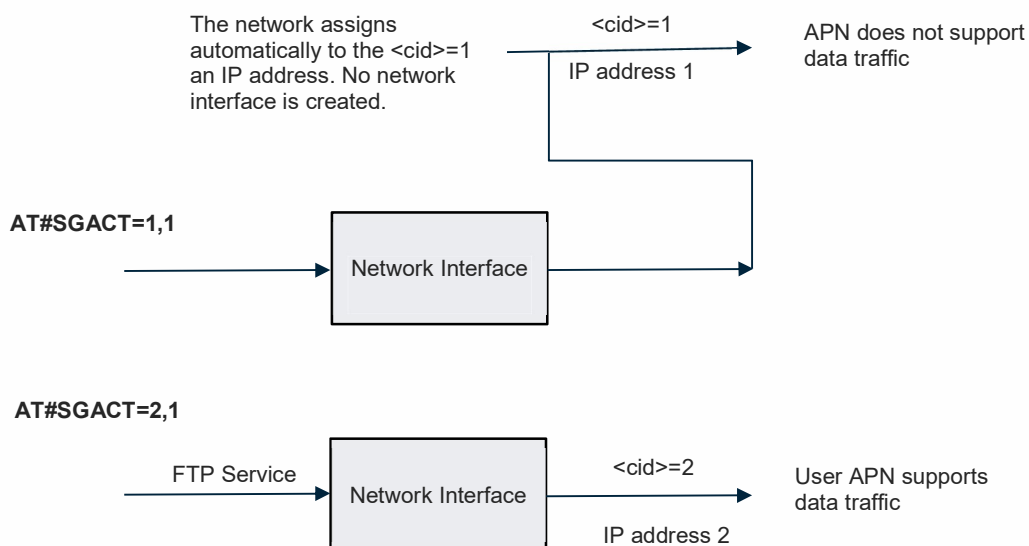 The network assigns
automatically to the <cid>=1
an IP address. No network
interface is created.
<cid>=1
IP address 1
APN does not support
data traffic
AT#SGACT=1,1
Network Interface
AT#SGACT=2,1
FTP Service
Network Interface
<cid>=2
IP address 2
User APN supports
data traffic